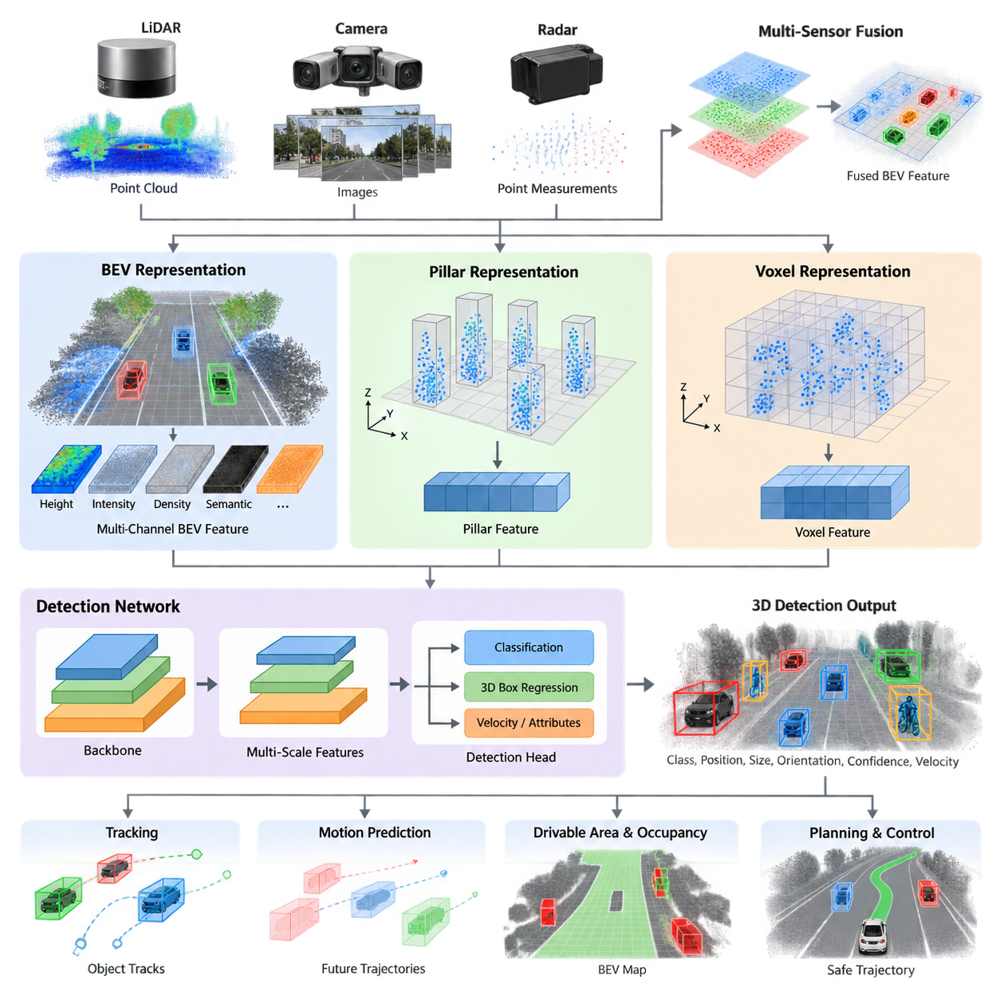 LiDAR
Camera
Radar
Multi-Sensor Fusion
Point Cloud
Images
Point Measurements
Fused BEV Feature
BEV Representation
Pillar Representation
Voxel Representation
Z
Y
X
Z
Y
X
Height
Intensity
Density
Semantic
...
Multi-Channel BEV Feature
Pillar Feature
Voxel Feature
Detection Network
3D Detection Output
Classification
3D Box Regression
Velocity / Attributes
Backbone
Multi-Scale Features
Detection Head
Class, Position, Size, Orientation, Confidence, Velocity
Tracking
Motion Prediction
Drivable Area & Occupancy
Planning & Control
Object Tracks
Future Trajectories
BEV Map
Safe Trajectory